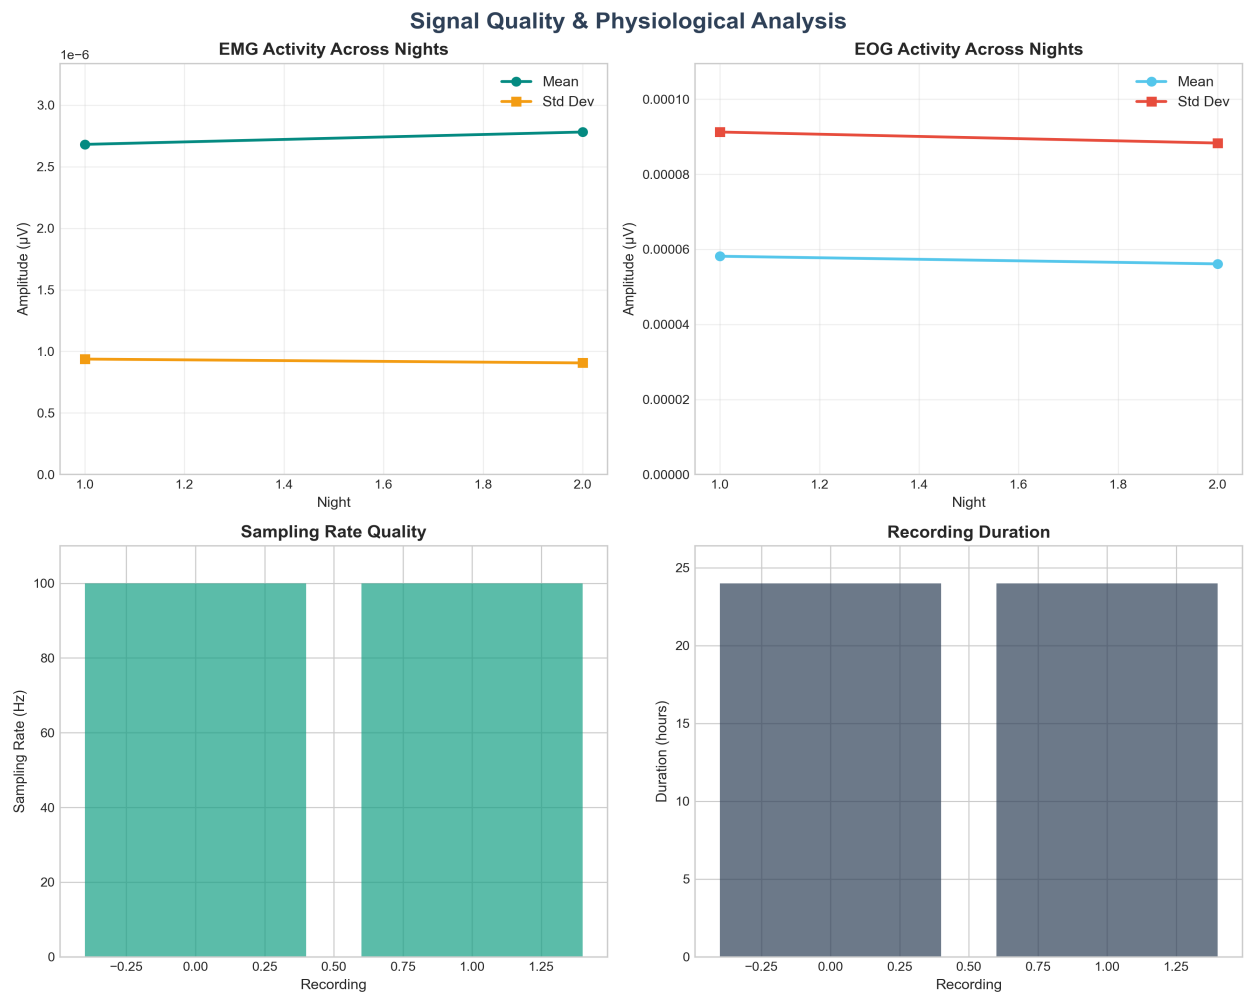 Signal Quality & Physiological Analysis
EMG Activity Across Nights
1e−6
3.0
2.5
2.0
1.5
1.0
0.5
0.0
Amplitude (μV)
Mean
Std Dev
1.0 1.2 1.4 1.6 1.8 2.0
Night
EOG Activity Across Nights
0.00010
0.00008
0.00006
0.00004
0.00002
0.00000
Amplitude (μV)
Mean
Std Dev
1.0 1.2 1.4 1.6 1.8 2.0
Night
Sampling Rate Quality
100
80
60
40
20
0
Sampling Rate (Hz)
−0.25 0.00 0.25 0.50 0.75 1.00 1.25
Recording
Recording Duration
25
20
15
10
5
0
Duration (hours)
−0.25 0.00 0.25 0.50 0.75 1.00 1.25
Recording